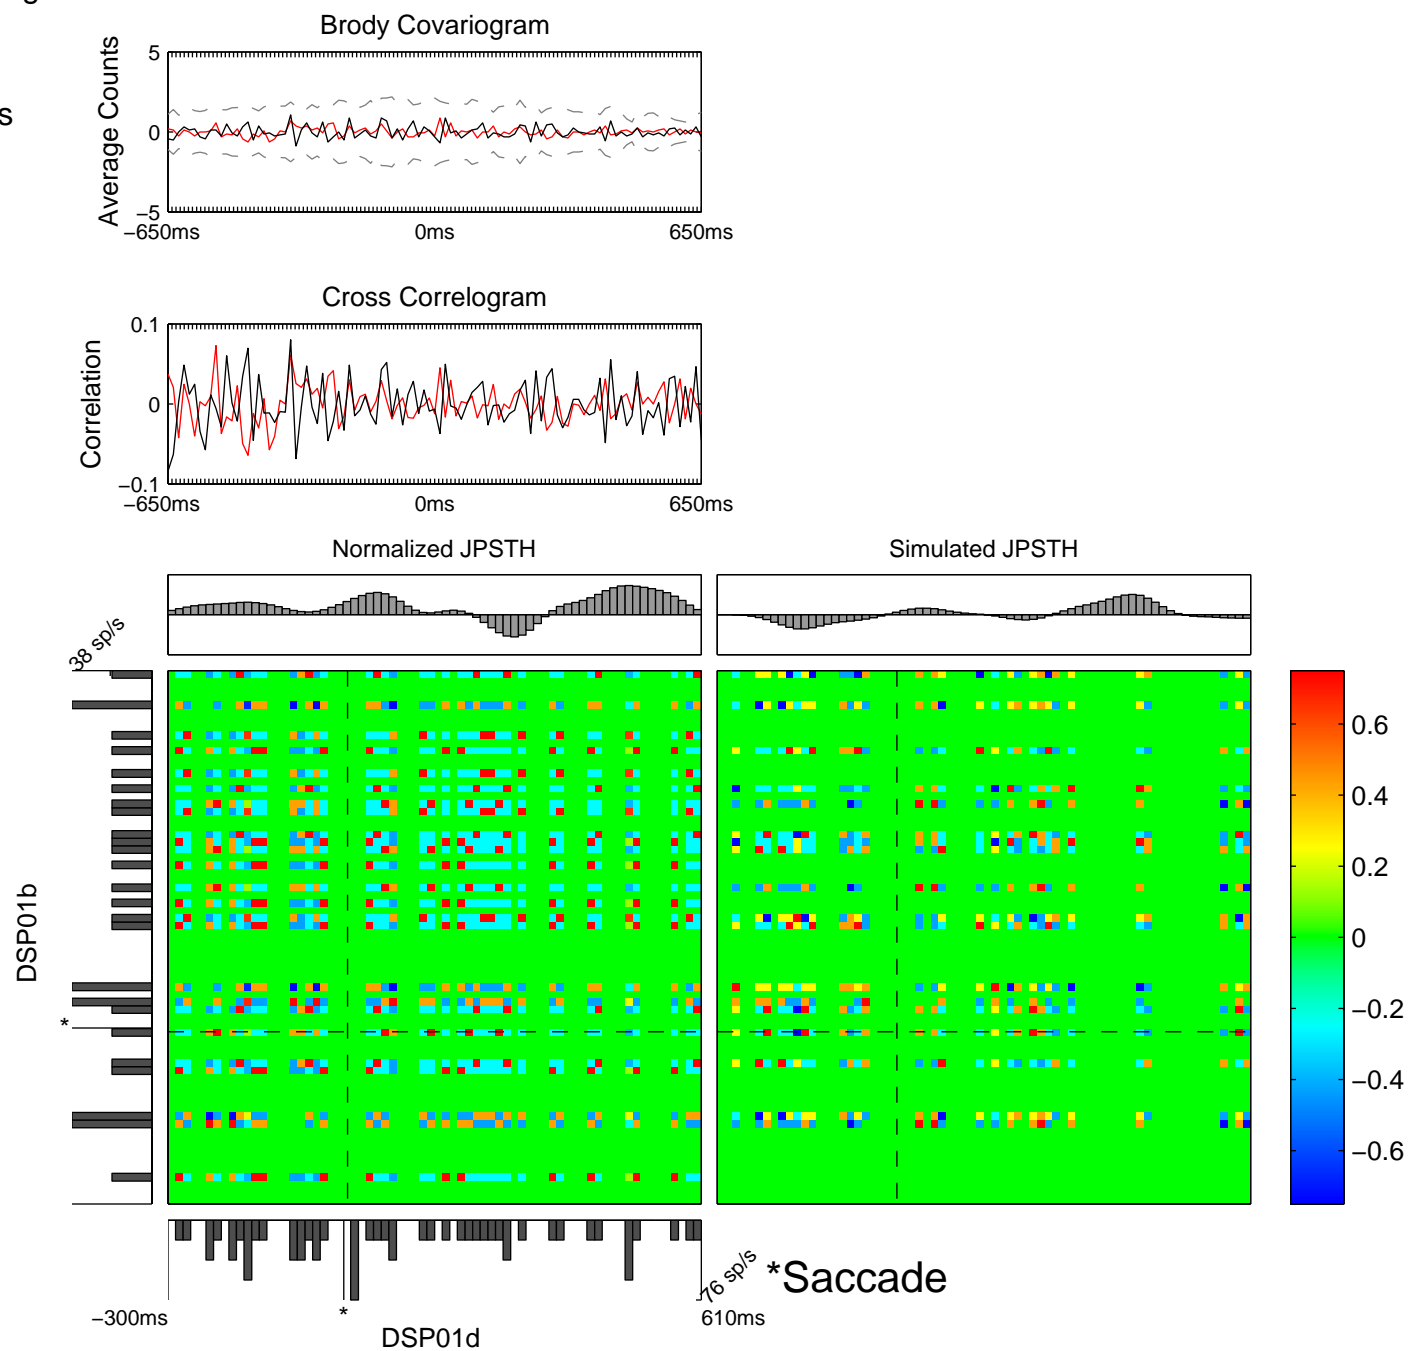 g
Brody Covariogram
s
Average Counts
5
0
−5
−650ms
0ms
650ms
Cross Correlogram
Correlation
0.1
0
−0.1
−650ms
0ms
650ms
Normalized JPSTH
Simulated JPSTH
38 sp/s
DSP01b
*
0.6
0.4
0.2
0
−0.2
−0.4
−0.6
76 sp/s
*Saccade
−300ms
*
610ms
DSP01d